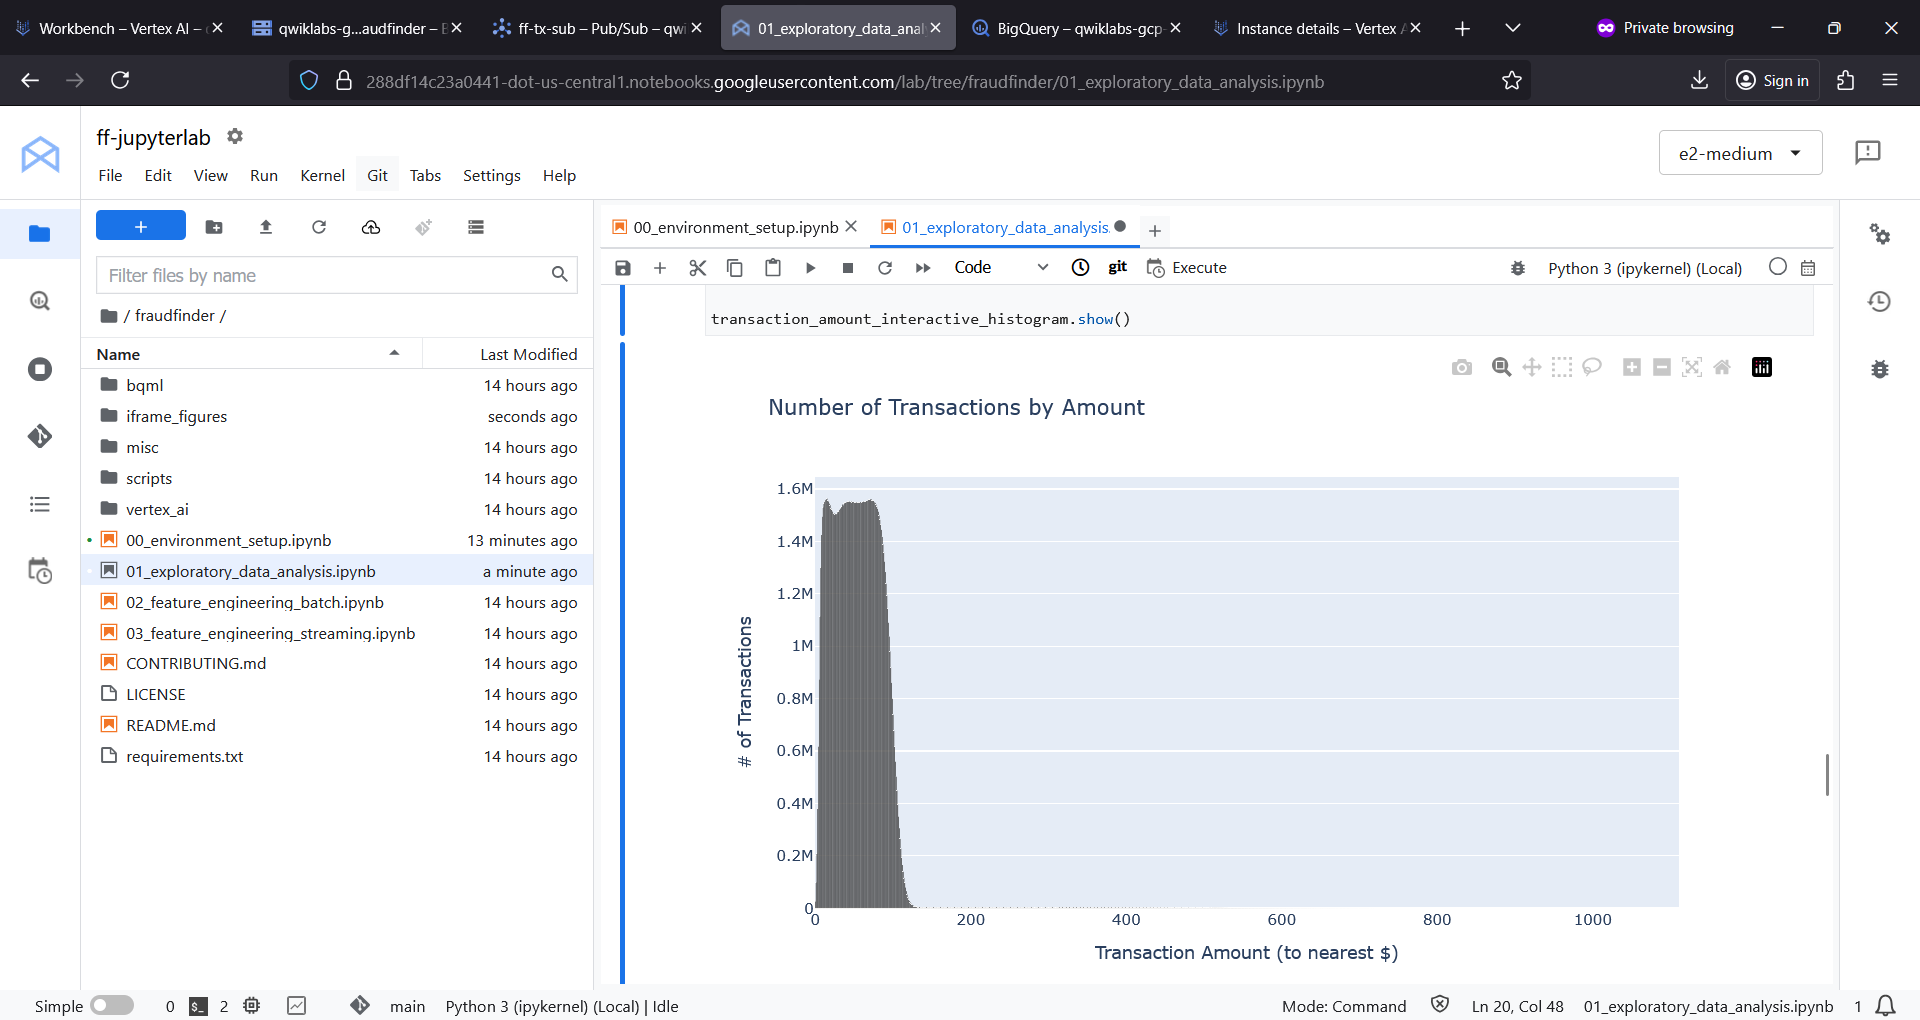 Workbench – Vertex AI –
qwiklabs-g...audfinder –
ff-tx-sub – Pub/Sub – qwi
01_exploratory_data_anal
BigQuery – qwiklabs-gcp-
Instance details – Vertex
Private browsing
288df14c23a0441-dot-us-central1.notebooks.googleusercontent.com/lab/tree/fraudfinder/01_exploratory_data_analysis.ipynb
Sign in
ff-jupyterlab
e2-medium
File Edit View Run Kernel Git Tabs Settings Help
Filter files by name
/ fraudfinder /
Name Last Modified
bqml 14 hours ago
iframe_figures seconds ago
misc 14 hours ago
scripts 14 hours ago
vertex_ai 14 hours ago
00_environment_setup.ipynb 13 minutes ago
01_exploratory_data_analysis.ipynb a minute ago
02_feature_engineering_batch.ipynb 14 hours ago
03_feature_engineering_streaming.ipynb 14 hours ago
CONTRIBUTING.md 14 hours ago
LICENSE 14 hours ago
README.md 14 hours ago
requirements.txt 14 hours ago
00_environment_setup.ipynb
01_exploratory_data_analysis.
Code
git
Execute
Python 3 (ipykernel) (Local)
transaction_amount_interactive_histogram.show()
Number of Transactions by Amount
1.6M
1.4M
1.2M
1M
0.8M
0.6M
0.4M
0.2M
0
# of Transactions
0 200 400 600 800 1000
Transaction Amount (to nearest $)
Simple 0 $_ 2 main Python 3 (ipykernel) (Local) | Idle
Mode: Command Ln 20, Col 48 01_exploratory_data_analysis.ipynb 1